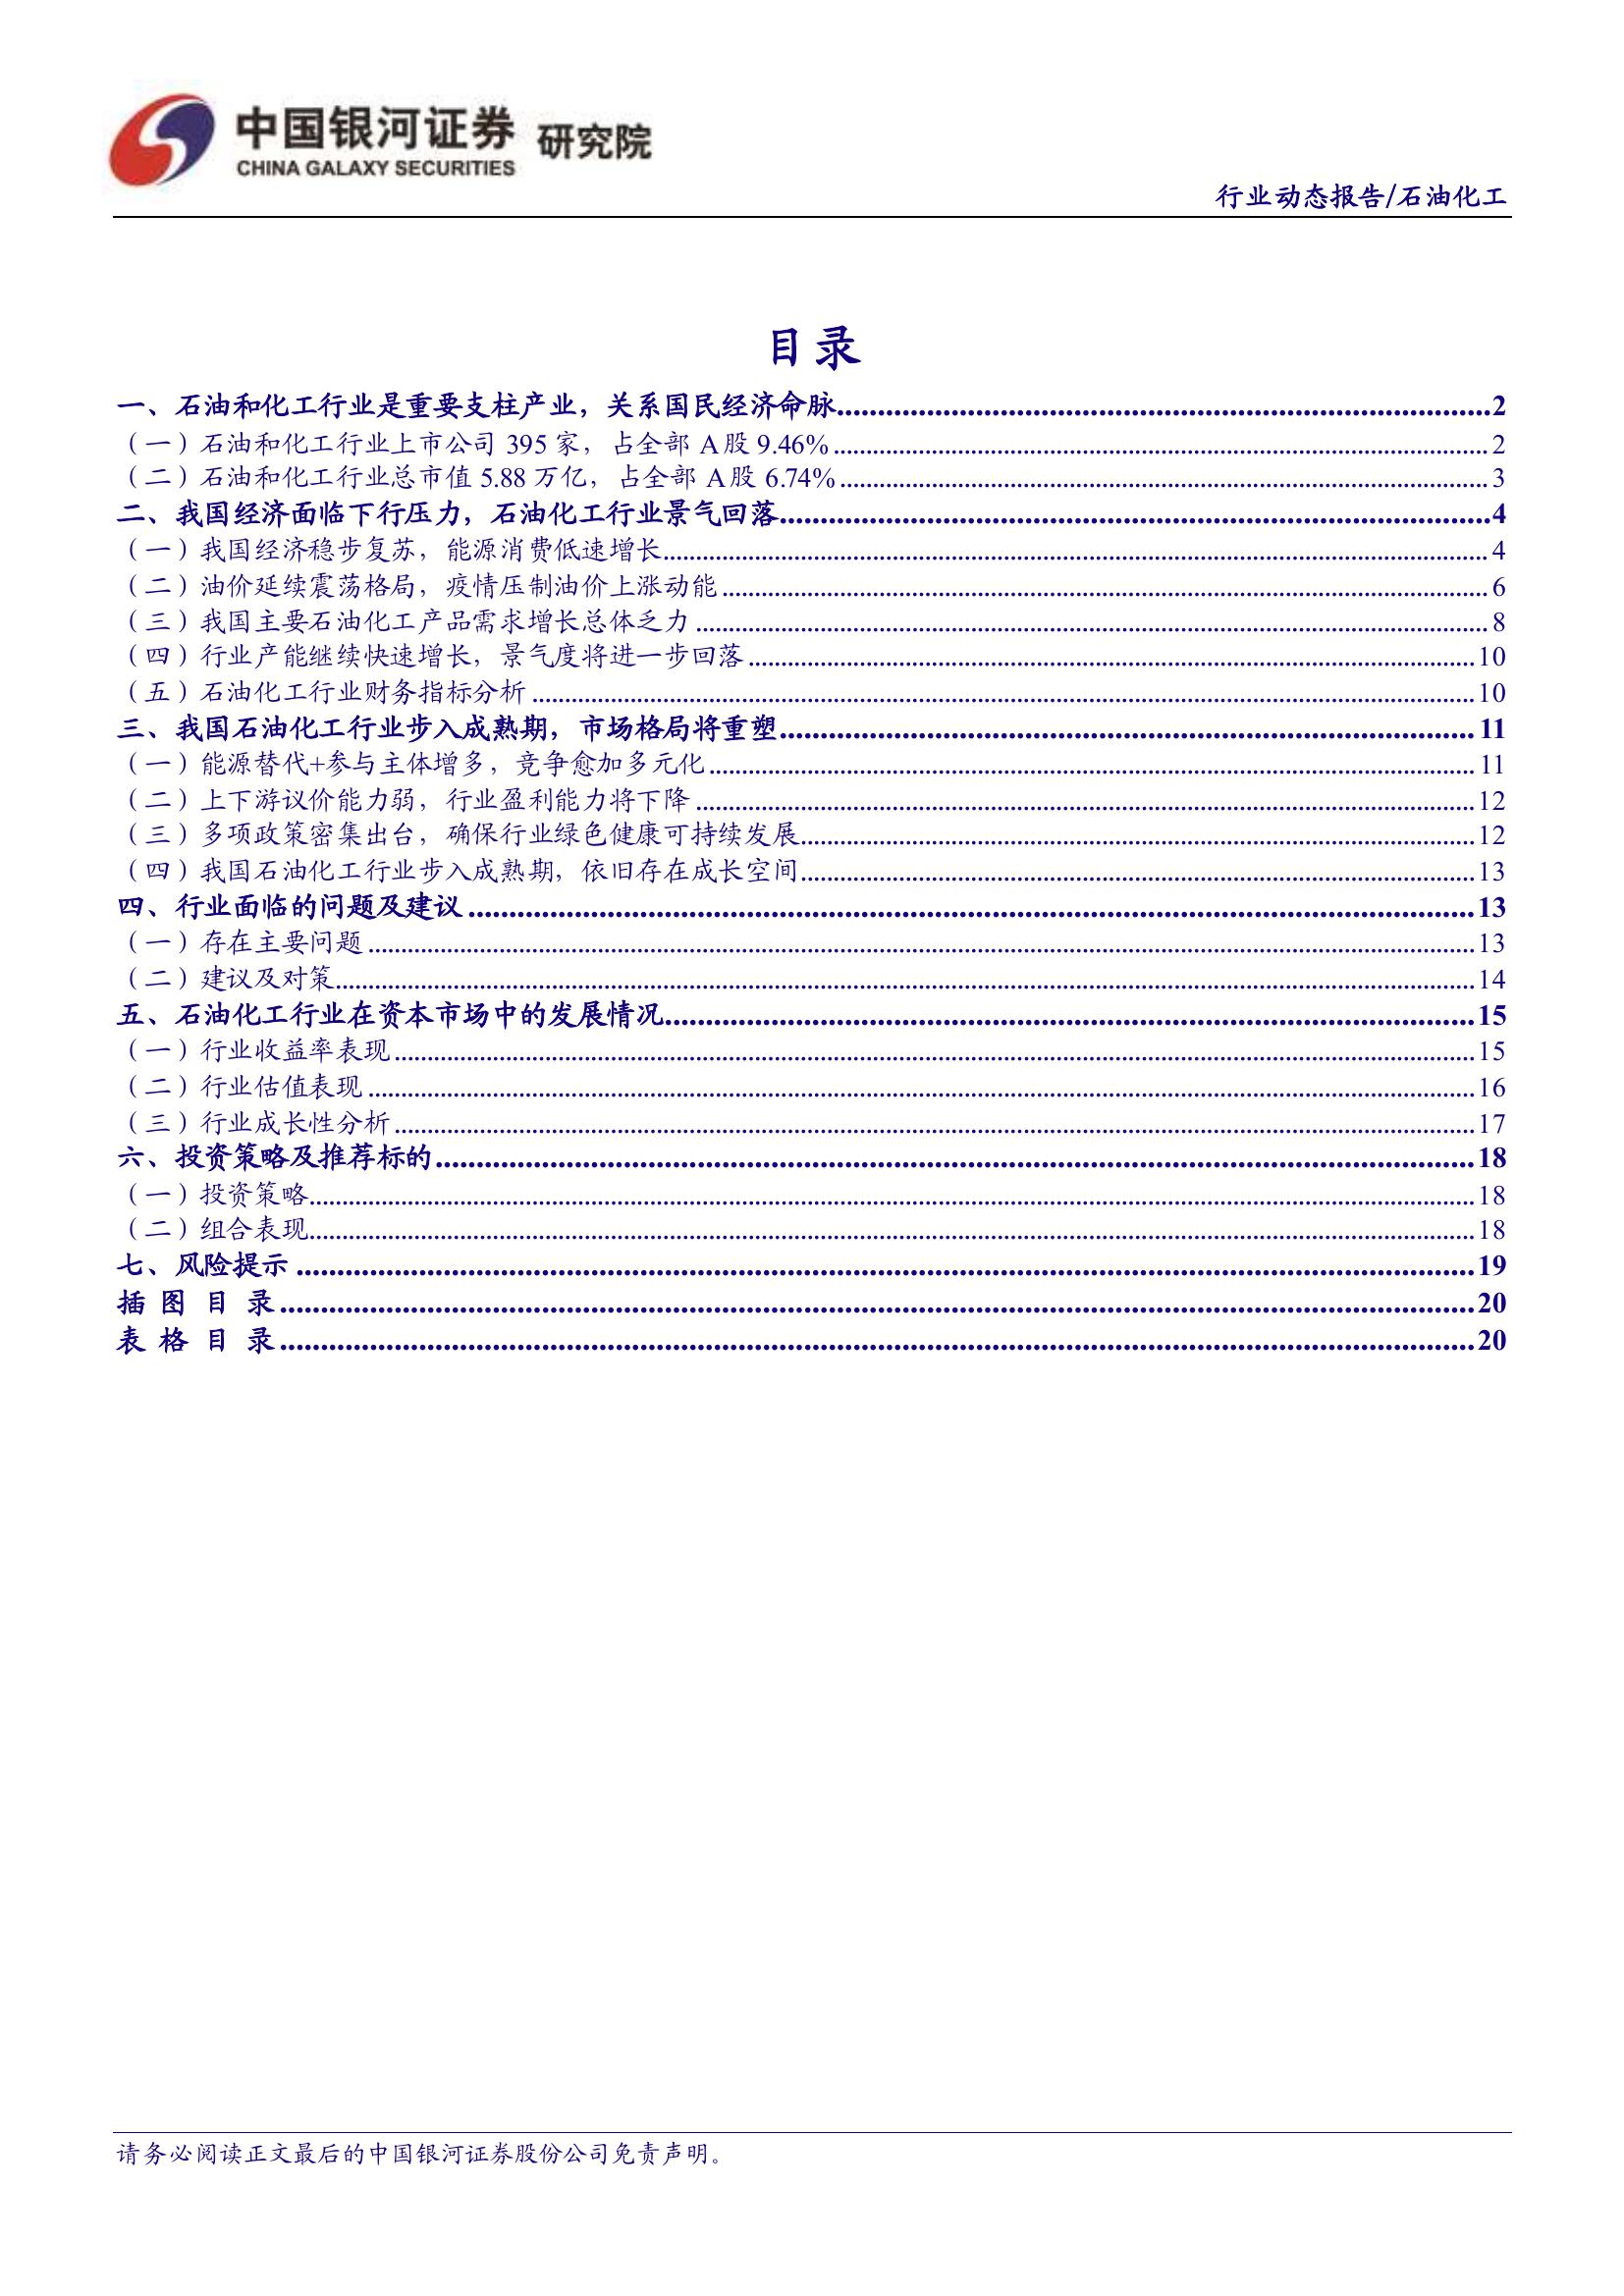 中国银河证券 研究院
CHINA GALAXY SECURITIES
行业动态报告/石油化工
目录
一、石油和化工行业是重要支柱产业，关系国民经济命脉 2
（一）石油和化工行业上市公司 395 家，占全部 A 股 9.46% 2
（二）石油和化工行业总市值 5.88 万亿，占全部 A 股 6.74% 3
二、我国经济面临下行压力，石油化工行业景气回落 4
（一）我国经济稳步复苏，能源消费低速增长 4
（二）油价延续震荡格局，疫情压制油价上涨动能 6
（三）我国主要石油化工产品需求增长总体乏力 8
（四）行业产能继续快速增长，景气度将进一步回落 10
（五）石油化工行业财务指标分析 10
三、我国石油化工行业步入成熟期，市场格局将重塑 11
（一）能源替代+参与主体增多，竞争愈加多元化 11
（二）上下游议价能力弱，行业盈利能力将下降 12
（三）多项政策密集出台，确保行业绿色健康可持续发展 12
（四）我国石油化工行业步入成熟期，依旧存在成长空间 13
四、行业面临的问题及建议 13
（一）存在主要问题 13
（二）建议及对策 14
五、石油化工行业在资本市场中的发展情况 15
（一）行业收益率表现 15
（二）行业估值表现 16
（三）行业成长性分析 17
六、投资策略及推荐标的 18
（一）投资策略 18
（二）组合表现 18
七、风险提示 19
插 图 目 录 20
表 格 目 录 20
请务必阅读正文最后的中国银河证券股份公司免责声明。